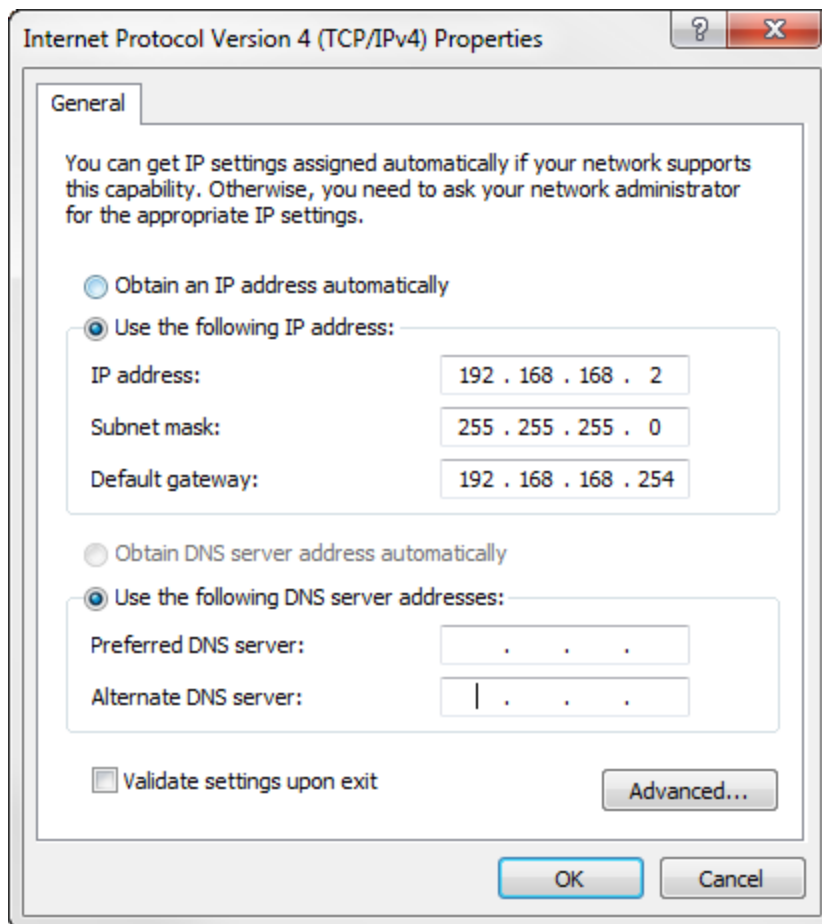 Internet Protocol Version 4 (TCP/IPv4) Properties
General
You can get IP settings assigned automatically if your network supports
this capability. Otherwise, you need to ask your network administrator
for the appropriate IP settings.
Obtain an IP address automatically
Use the following IP address:
IP address: 192 . 168 . 168 . 2
Subnet mask: 255 . 255 . 255 . 0
Default gateway: 192 . 168 . 168 . 254
Obtain DNS server address automatically
Use the following DNS server addresses:
Preferred DNS server: . . .
Alternate DNS server: . . .
Validate settings upon exit
Advanced...
OK Cancel